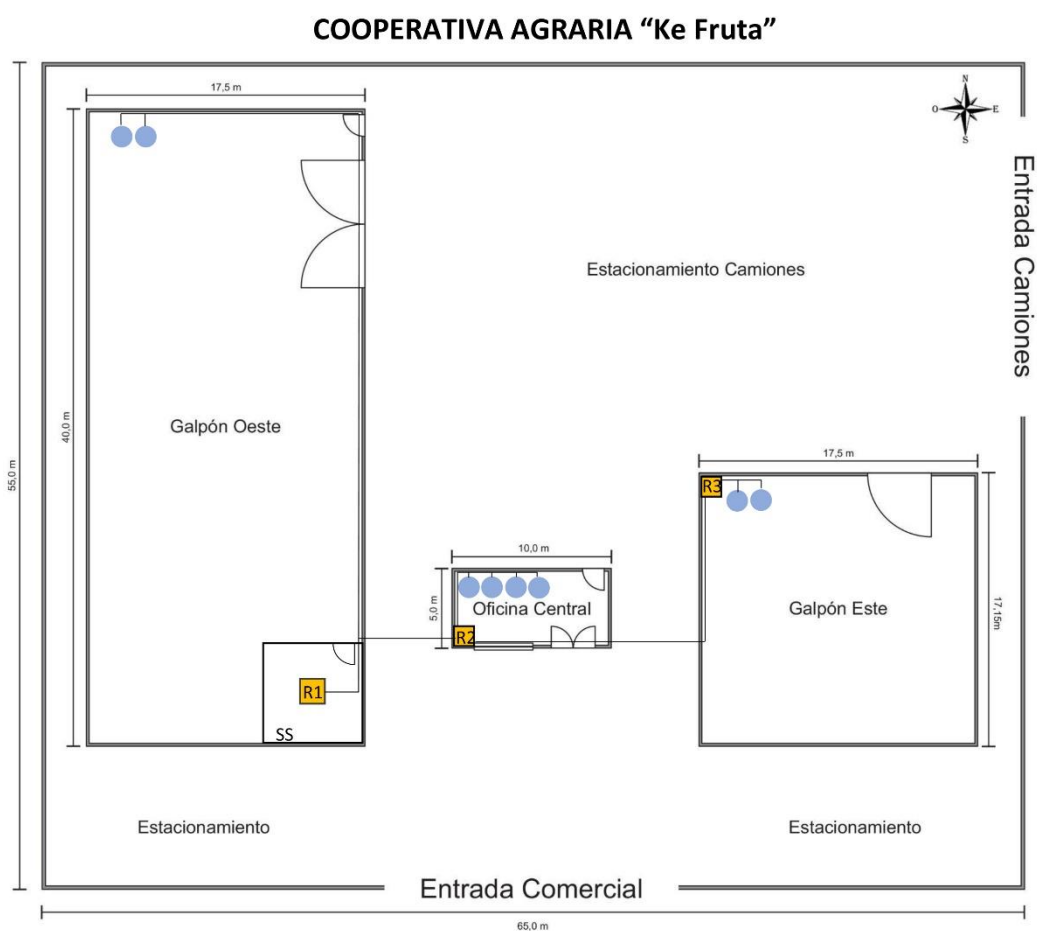 COOPERATIVA AGRARIA “Ke Fruta”
17,5 m
N
O
E
S
Entrada Camiones
Estacionamiento Camiones
40,0 m
Galpón Oeste
55,0 m
17,5 m
R3
10,0 m
5,0 m
Oficina Central
R2
Galpón Este
17,15m
R1
SS
Estacionamiento
Estacionamiento
Entrada Comercial
65,0 m